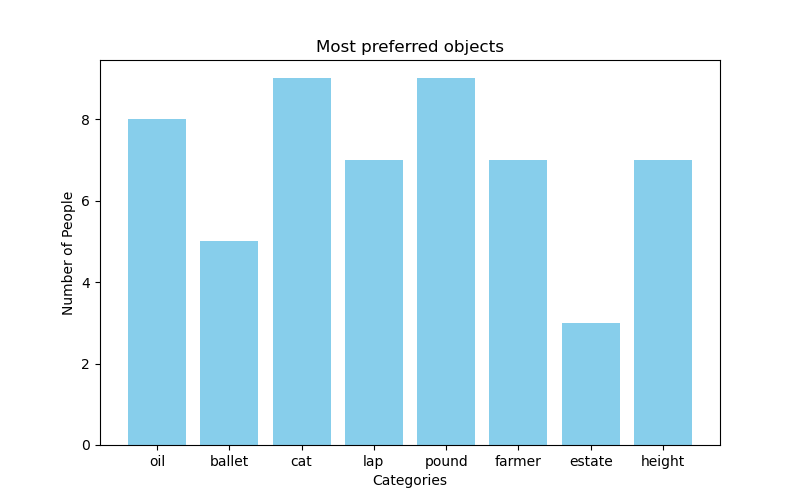 Most preferred objects
Number of People
8
6
4
2
0
oil ballet cat lap pound farmer estate height
Categories